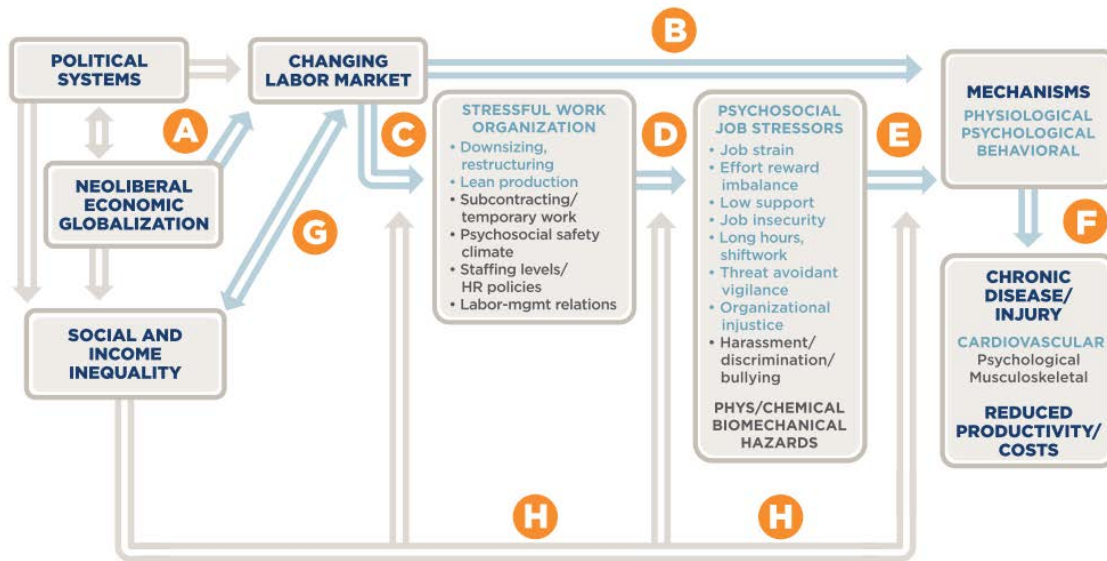 POLITICAL
SYSTEMS
A
NEOLIBERAL
ECONOMIC
GLOBALIZATION
SOCIAL AND
INCOME
INEQUALITY
CHANGING
LABOR MARKET
G
B
C
STRESSFUL WORK
ORGANIZATION
• Downsizing,
restructuring
• Lean production
• Subcontracting/
temporary work
• Psychosocial safety
climate
• Staffing levels/
HR policies
• Labor-mgmt relations
D
PSYCHOSOCIAL
JOB STRESSORS
• Job strain
• Effort reward
imbalance
• Low support
• Job insecurity
• Long hours,
shiftwork
• Threat avoidant
vigilance
• Organizational
injustice
• Harassment/
discrimination/
bullying
PHYS/CHEMICAL
BIOMECHANICAL
HAZARDS
E
MECHANISMS
PHYSIOLOGICAL
PSYCHOLOGICAL
BEHAVIORAL
F
CHRONIC
DISEASE/
INJURY
CARDIOVASCULAR
Psychological
Musculoskeletal
REDUCED
PRODUCTIVITY/
COSTS
H
H